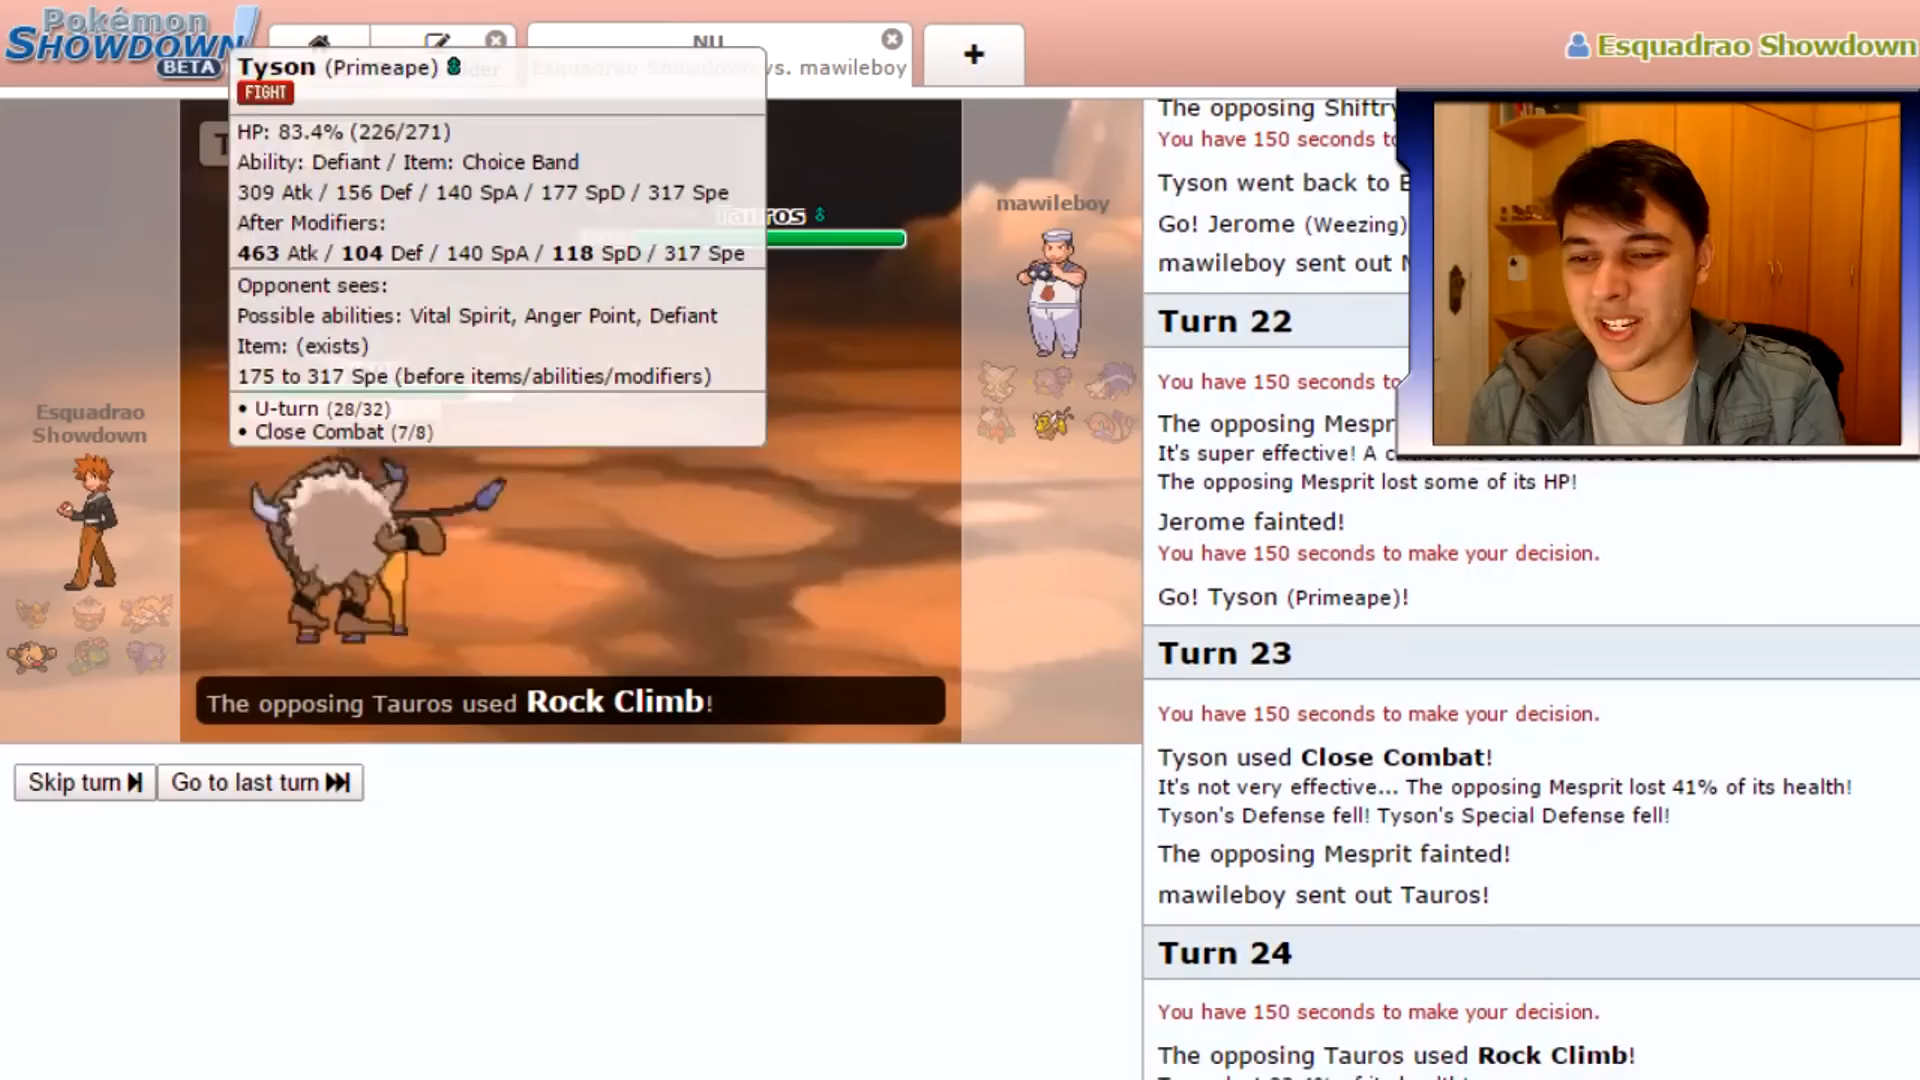 Pokémon
SHOWDOWN
BETA
NU
vs. mawileboy
+
Esquadrao Showdown
Tyson (Primeape)
FIGHT
HP: 83.4% (226/271)
Ability: Defiant / Item: Choice Band
309 Atk / 156 Def / 140 SpA / 177 SpD / 317 Spe
After Modifiers:
463 Atk / 104 Def / 140 SpA / 118 SpD / 317 Spe
Opponent sees:
Possible abilities: Vital Spirit, Anger Point, Defiant
Item: (exists)
175 to 317 Spe (before items/abilities/modifiers)
• U-turn (28/32)
• Close Combat (7/8)
Tauros
mawileboy
Esquadrao
Showdown
The opposing Tauros used Rock Climb!
Skip turn
Go to last turn
The opposing Shiftry
You have 150 seconds to
Tyson went back to
Go! Jerome (Weezing)
mawileboy sent out
Turn 22
You have 150 seconds to
The opposing Mespr
It's super effective! A
The opposing Mesprit lost some of its HP!
Jerome fainted!
You have 150 seconds to make your decision.
Go! Tyson (Primeape)!
Turn 23
You have 150 seconds to make your decision.
Tyson used Close Combat!
It's not very effective... The opposing Mesprit lost 41% of its health!
Tyson's Defense fell! Tyson's Special Defense fell!
The opposing Mesprit fainted!
mawileboy sent out Tauros!
Turn 24
You have 150 seconds to make your decision.
The opposing Tauros used Rock Climb!